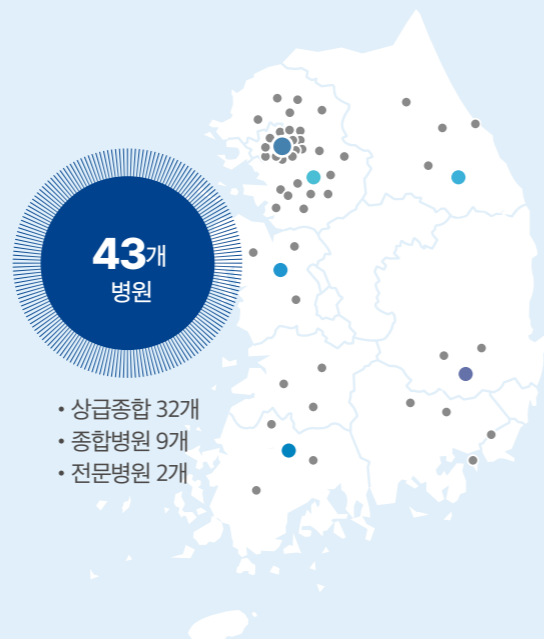 43개
병원
• 상급종합 32개
• 종합병원 9개
• 전문병원 2개